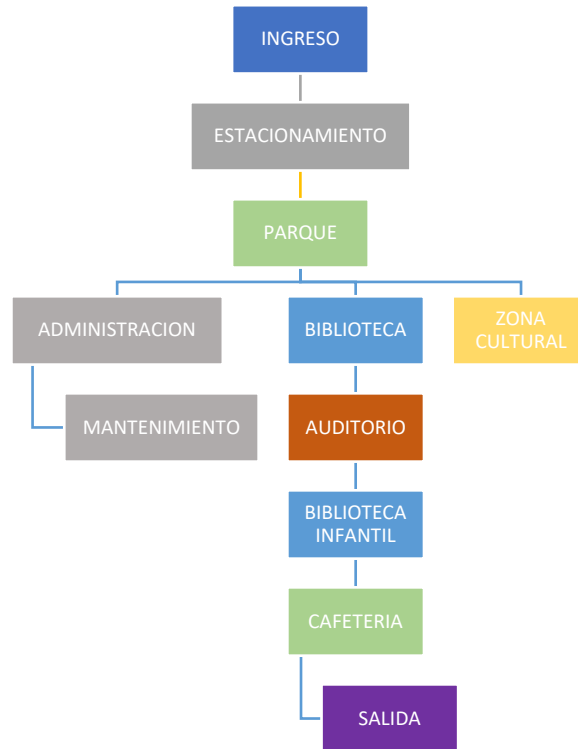 INGRESO
ESTACIONAMIENTO
PARQUE
ADMINISTRACION
BIBLIOTECA
ZONA
CULTURAL
MANTENIMIENTO
AUDITORIO
BIBLIOTECA
INFANTIL
CAFETERIA
SALIDA